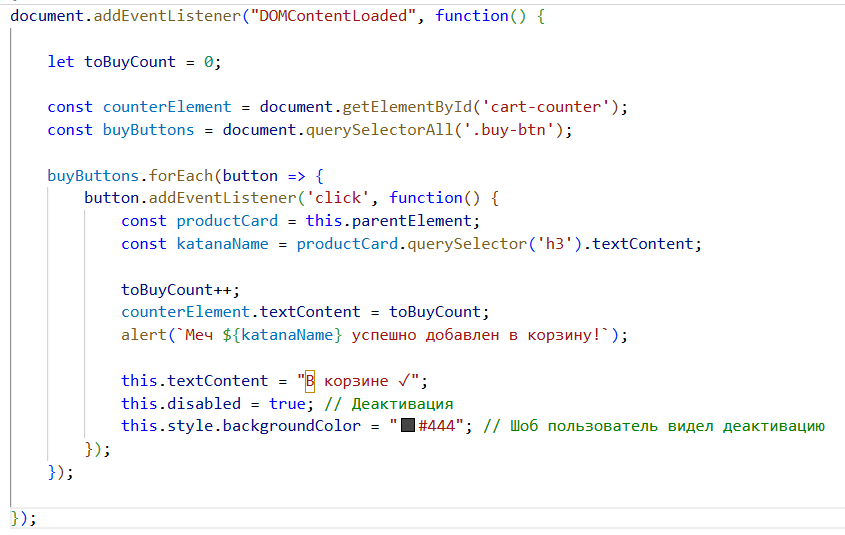 document.addEventListener("DOMContentLoaded", function() {
let toBuyCount = 0;
const counterElement = document.getElementById('cart-counter');
const buyButtons = document.querySelectorAll('.buy-btn');
buyButtons.forEach(button => {
button.addEventListener('click', function() {
const productCard = this.parentElement;
const katanaName = productCard.querySelector('h3').textContent;
toBuyCount++;
counterElement.textContent = toBuyCount;
alert(`Меч ${katanaName} успешно добавлен в корзину!`);
this.textContent = "В корзине ✓";
this.disabled = true; // Деактивация
this.style.backgroundColor = "#444"; // Шоб пользователь видел деактивацию
});
});
});